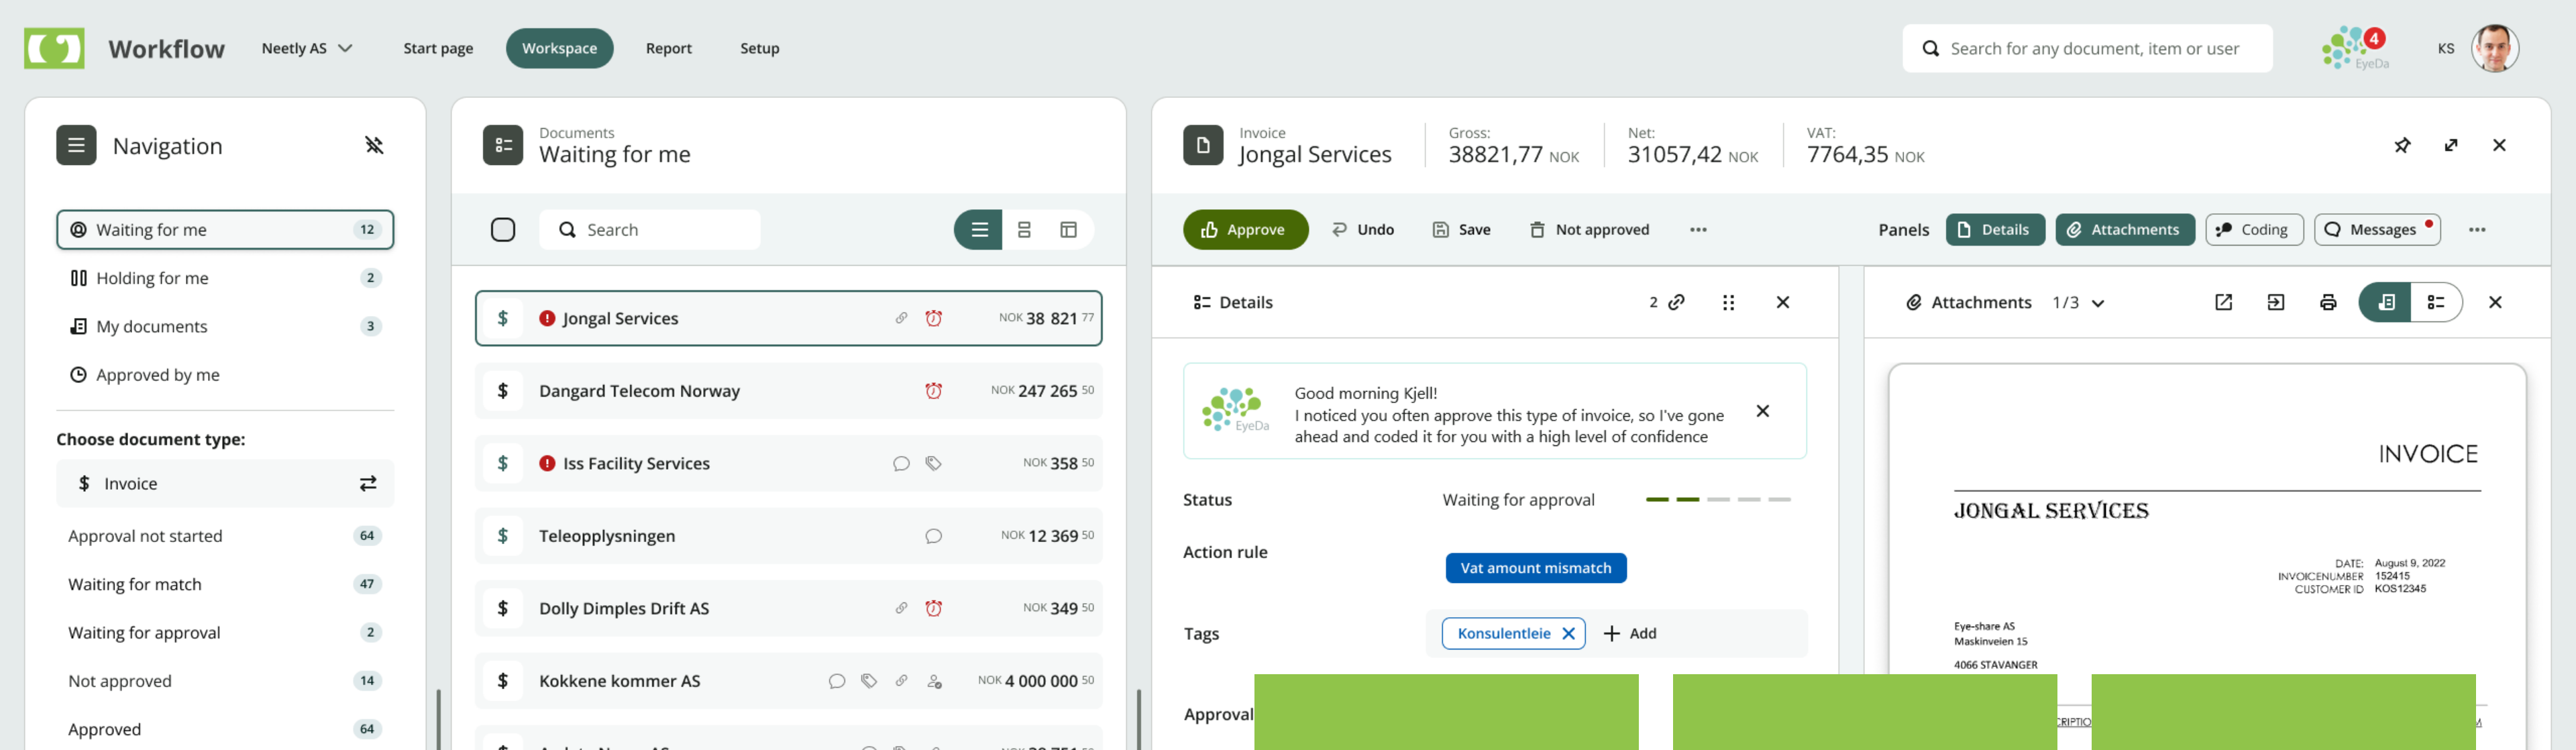 Workflow
Neetly AS
Start page
Workspace
Report
Setup
Search for any document, item or user
4
EyeDa
KS
Navigation
Waiting for me 12
Holding for me 2
My documents 3
Approved by me
Choose document type:
$ Invoice
Approval not started 64
Waiting for match 47
Waiting for approval 2
Not approved 14
Approved 64
Documents
Waiting for me
Search
$ Jongal Services NOK 38 821 77
$ Dangard Telecom Norway NOK 247 265 50
$ Iss Facility Services NOK 358 50
$ Teleopplysningen NOK 12 369 50
$ Dolly Dimples Drift AS NOK 349 50
$ Kokkene kommer AS NOK 4 000 000 50
Invoice
Jongal Services
Gross:
38821,77 NOK
Net:
31057,42 NOK
VAT:
7764,35 NOK
Approve
Undo
Save
Not approved
Panels
Details
Attachments
Coding
Messages
Details
2
EyeDa
Good morning Kjell!
I noticed you often approve this type of invoice, so I've gone
ahead and coded it for you with a high level of confidence
Status Waiting for approval
Action rule
Vat amount mismatch
Tags Konsulentleie Add
Approval
Attachments 1/3
INVOICE
JONGAL SERVICES
DATE: August 9, 2022
INVOICENUMBER 152415
CUSTOMER ID KOS12345
Eye-share AS
Maskinveien 15
4066 STAVANGER